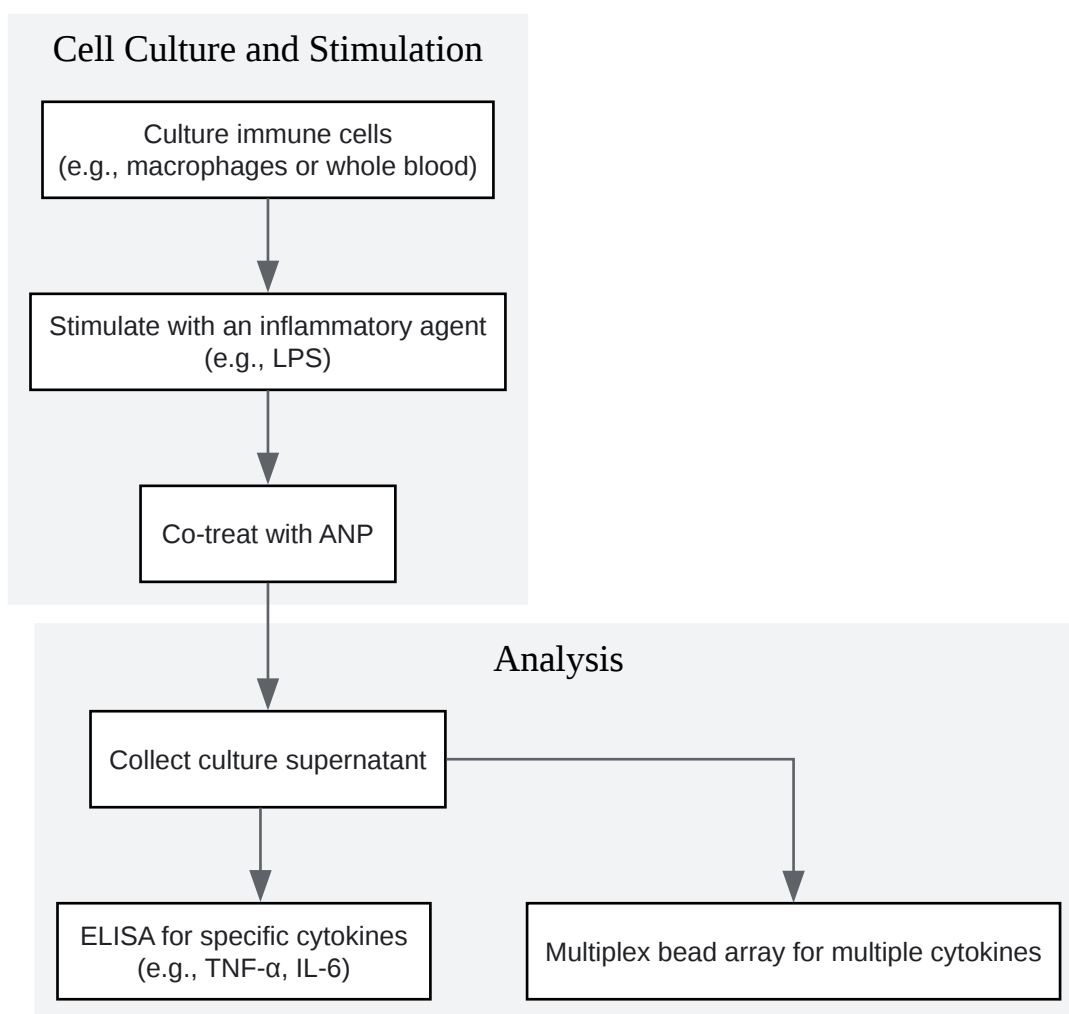 Cell Culture and Stimulation
Culture immune cells
(e.g., macrophages or whole blood)
Stimulate with an inflammatory agent
(e.g., LPS)
Co-treat with ANP
Analysis
Collect culture supernatant
ELISA for specific cytokines
(e.g., TNF-α, IL-6)
Multiplex bead array for multiple cytokines